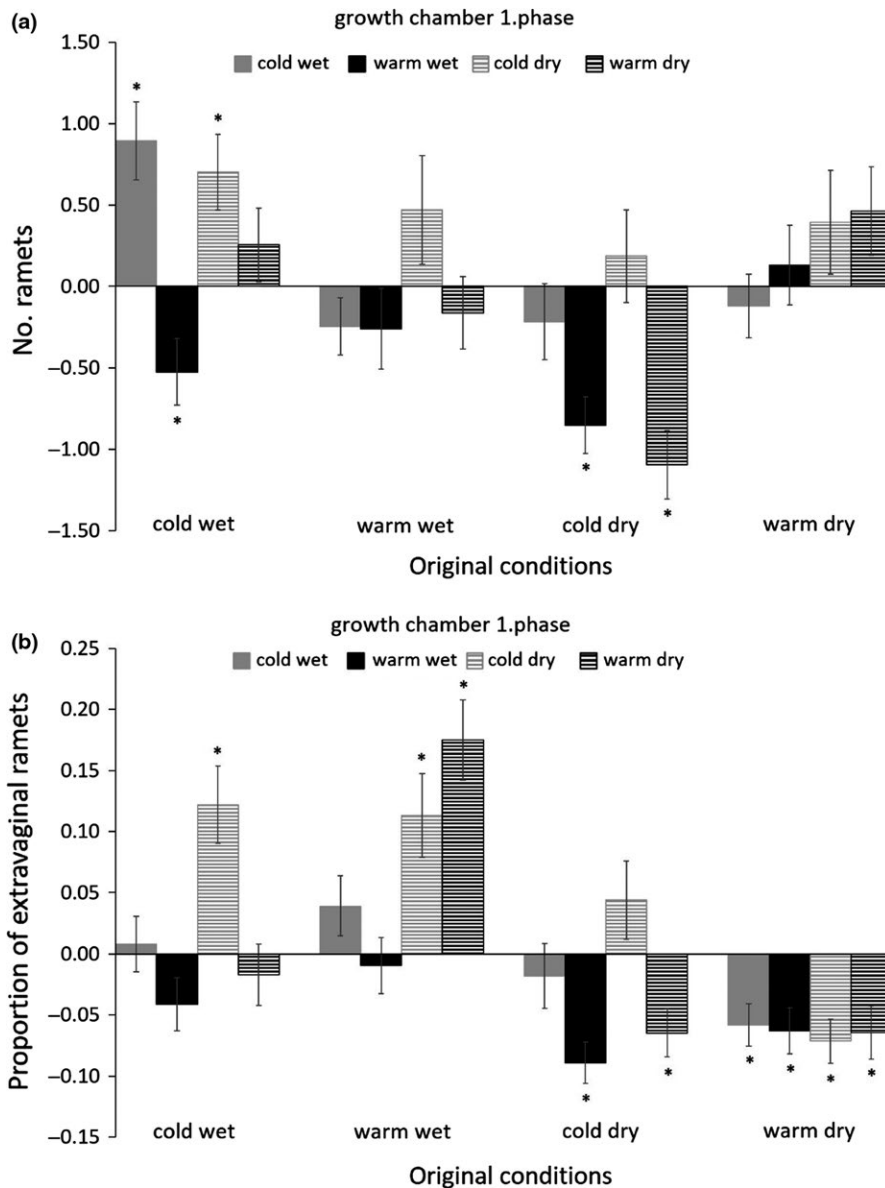 (a)
growth chamber 1.phase
cold wet warm wet cold dry warm dry
No. ramets
1.50
1.00
0.50
0.00
–0.50
–1.00
–1.50
* * * * *
cold wet warm wet cold dry warm dry
Original conditions
(b)
growth chamber 1.phase
cold wet warm wet cold dry warm dry
Proportion of extravaginal ramets
0.25
0.20
0.15
0.10
0.05
0.00
–0.05
–0.10
–0.15
* * * * * * * * *
cold wet warm wet cold dry warm dry
Original conditions